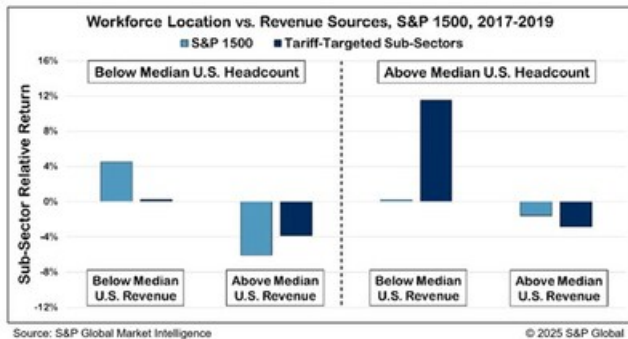 Workforce Location vs. Revenue Sources, S&P 1500, 2017-2019
S&P 1500 Tariff-Targeted Sub-Sectors
16%
12%
8%
4%
0%
-4%
-8%
-12%
Sub-Sector Relative Return
Below Median U.S. Headcount
Above Median U.S. Headcount
Below Median
U.S. Revenue
Above Median
U.S. Revenue
Below Median
U.S. Revenue
Above Median
U.S. Revenue
Source: S&P Global Market Intelligence
© 2025 S&P Global